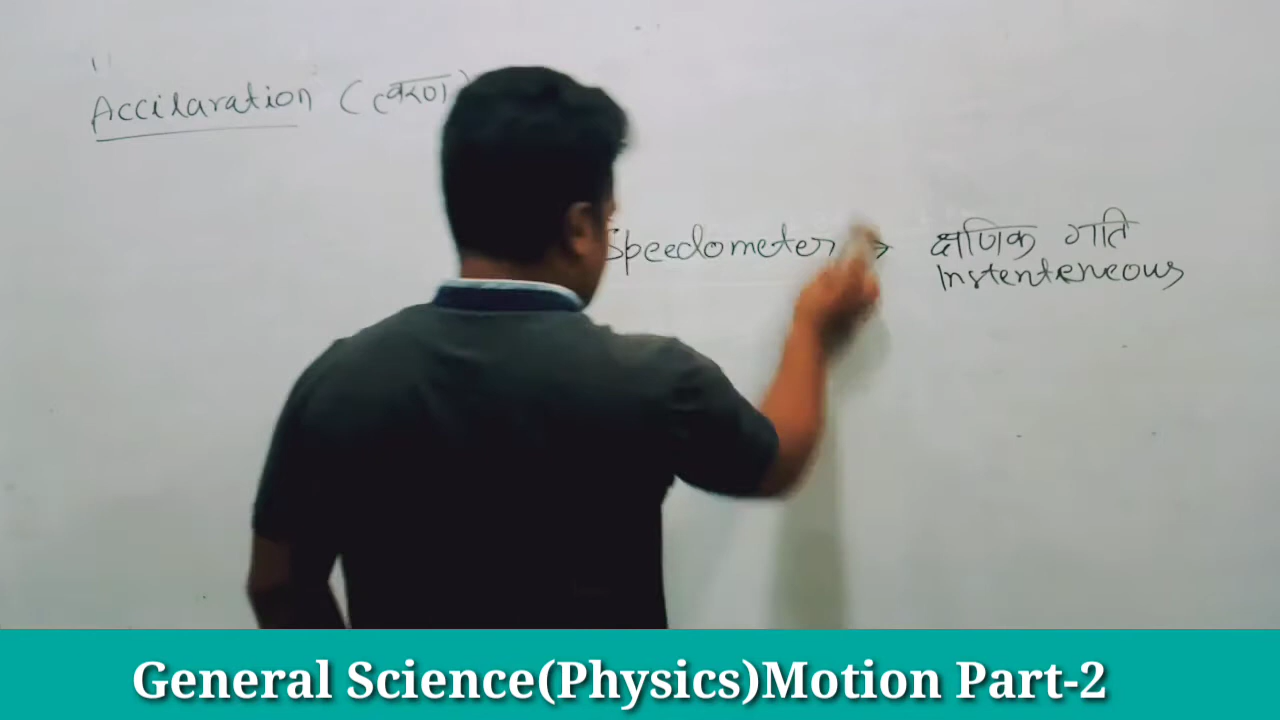 Accilaration (त्वरण)
Speedometer → क्षणिक गति
Instenteneous
General Science(Physics)Motion Part-2